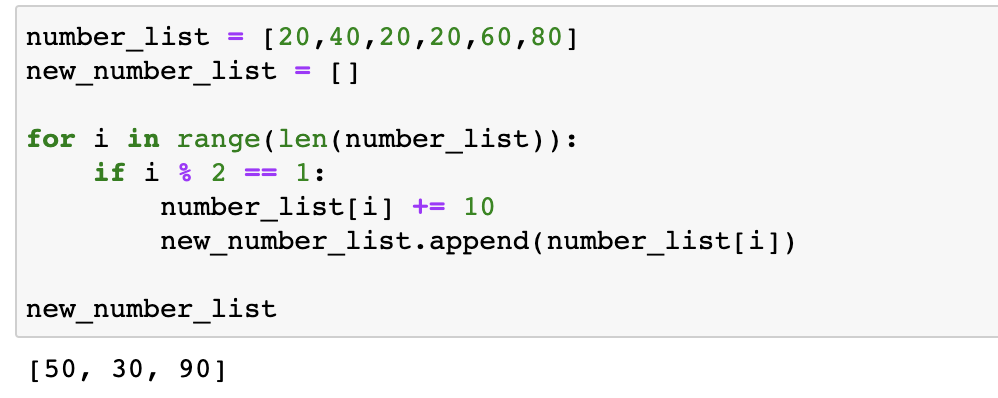 number_list = [20,40,20,20,60,80]
new_number_list = []
for i in range(len(number_list)):
    if i % 2 == 1:
        number_list[i] += 10
        new_number_list.append(number_list[i])
new_number_list
[50, 30, 90]